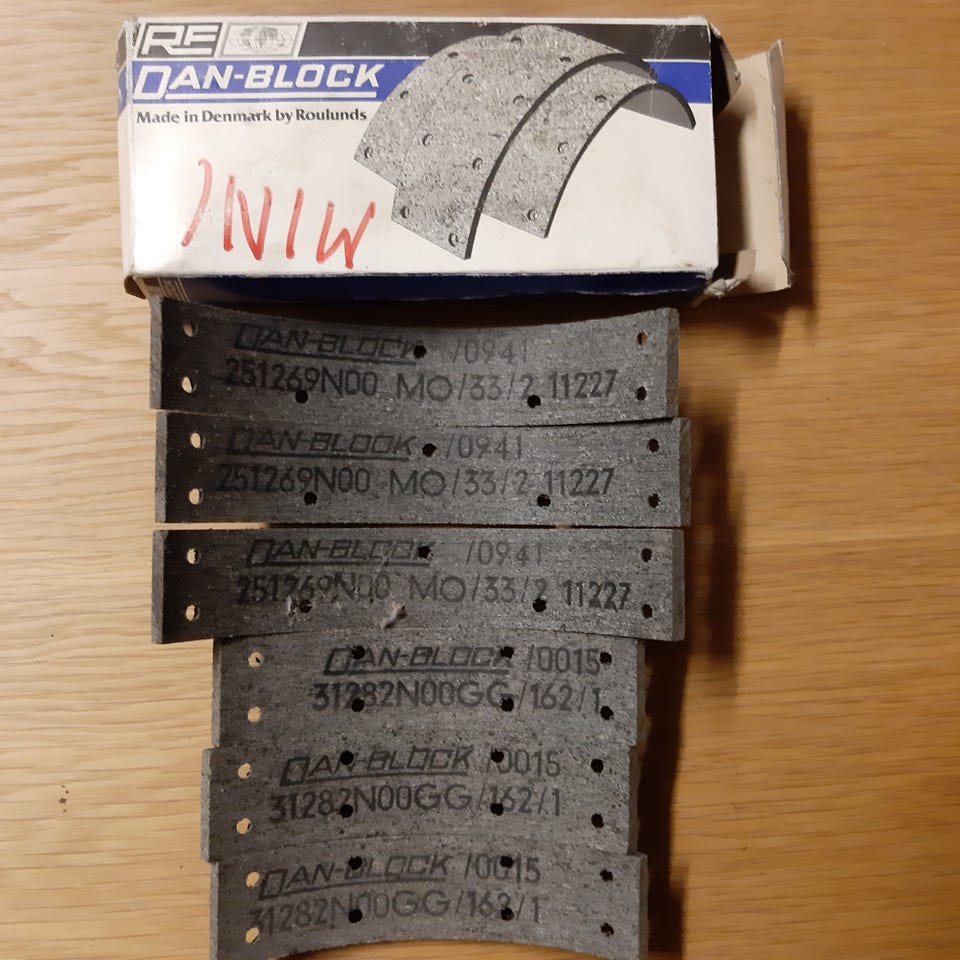 RF
DAN-BLOCK
Made in Denmark by Roulunds
MINI
DAN-BLOCK /0941
251269N00 MO/33/2 11227
DAN-BLOCK /0941
251269N00 MO/33/2 11227
DAN-BLOCK /0941
251269N00 MO/33/2 11227
DAN-BLOCK /0015
31282N00GG/162/1
DAN-BLOCK /0015
31282N00GG/162/1
DAN-BLOCK /0015
31282N00GG/162/1